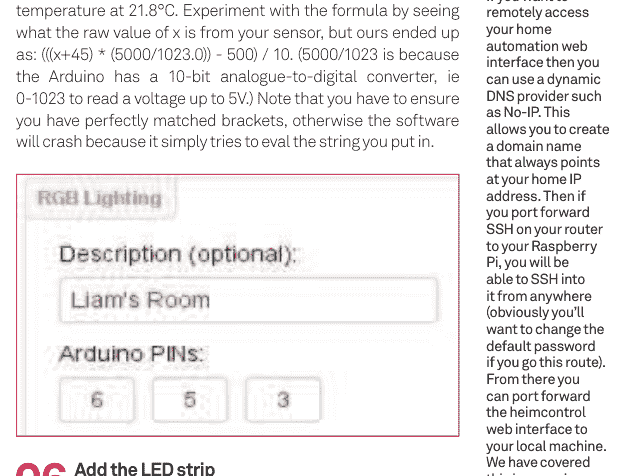 temperature at 21.8°C. Experiment with the formula by seeing
what the raw value of x is from your sensor, but ours ended up
as: (((x+45) * (5000/1023.0)) - 500) / 10. (5000/1023 is because
the Arduino has a 10-bit analogue-to-digital converter, ie
0-1023 to read a voltage up to 5V.) Note that you have to ensure
you have perfectly matched brackets, otherwise the software
will crash because it simply tries to eval the string you put in.
RGB Lighting
Description (optional):
Liam's Room
Arduino PINs:
6 5 3
Add the LED strip
remotely access
your home
automation web
interface then you
can use a dynamic
DNS provider such
as No-IP. This
allows you to create
a domain name
that always points
at your home IP
address. Then if
you port forward
SSH on your router
to your Raspberry
Pi, you will be
able to SSH into
it from anywhere
(obviously you'll
want to change the
default password
if you go this route).
From there you
can port forward
the heimcontrol
web interface to
your local machine.
We have covered